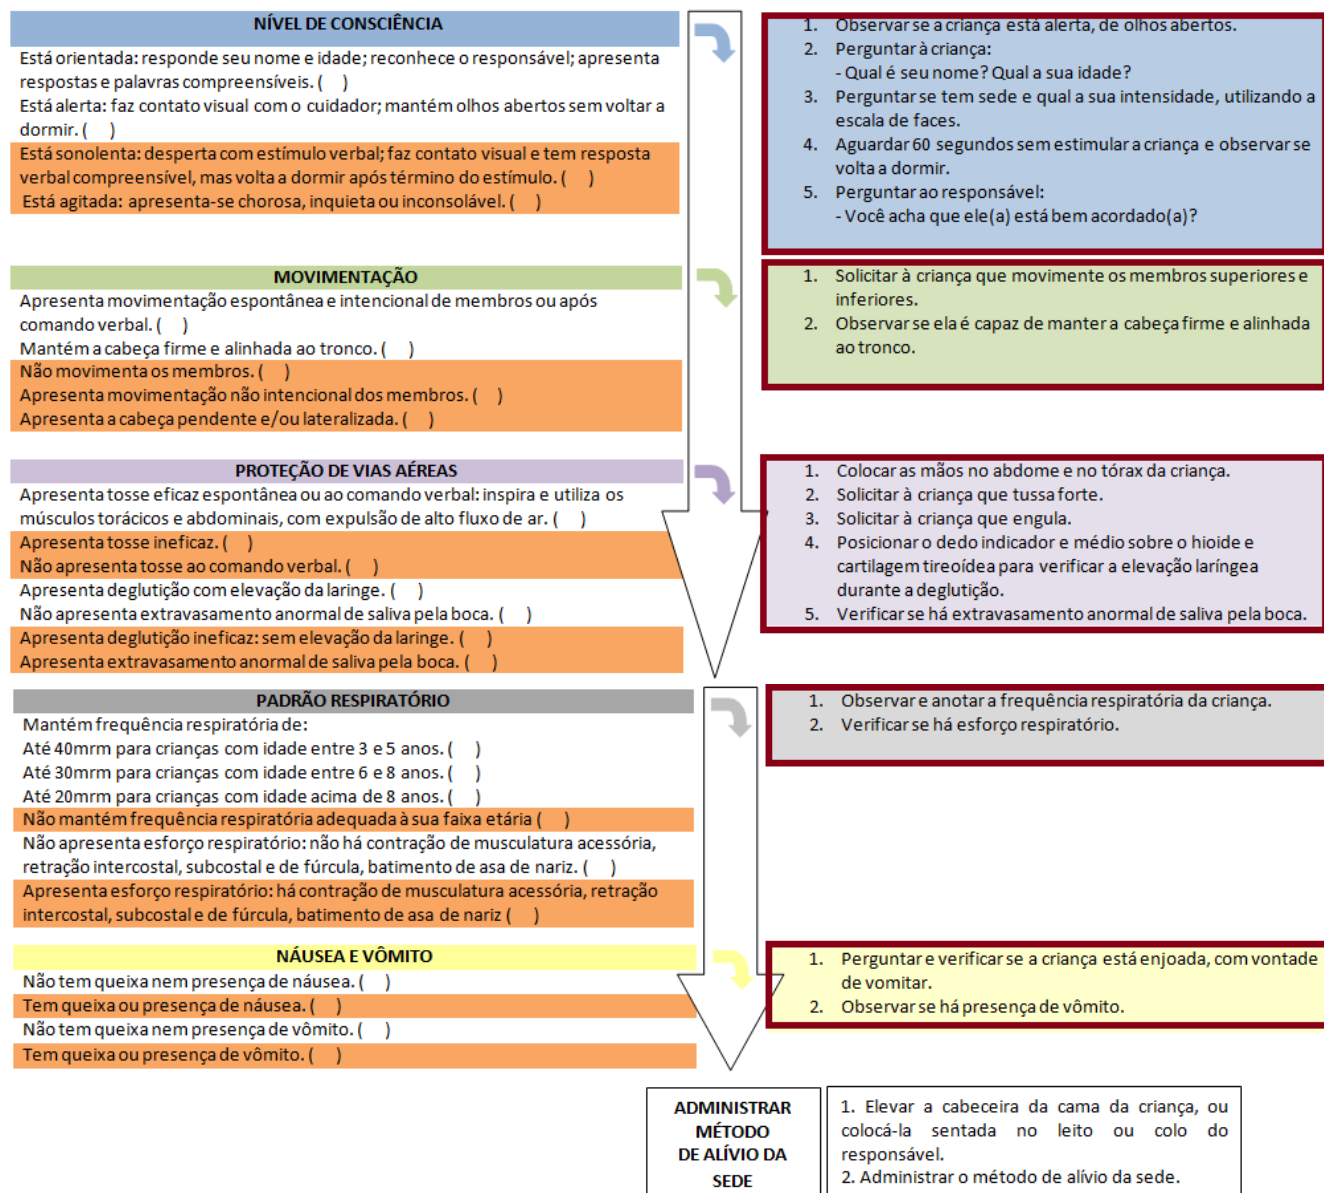 NÍVEL DE CONSCIÊNCIA
Está orientada: responde seu nome e idade; reconhece o responsável; apresenta
respostas e palavras compreensíveis. ( )
Está alerta: faz contato visual com o cuidador; mantém olhos abertos sem voltar a
dormir. ( )
Está sonolenta: desperta com estímulo verbal; faz contato visual e tem resposta
verbal compreensível, mas volta a dormir após término do estímulo. ( )
Está agitada: apresenta-se chorosa, inquieta ou inconsolável. ( )
1. Observar se a criança está alerta, de olhos abertos.
2. Perguntar à criança:
- Qual é seu nome? Qual a sua idade?
3. Perguntar se tem sede e qual a sua intensidade, utilizando a
escala de faces.
4. Aguardar 60 segundos sem estimular a criança e observar se
volta a dormir.
5. Perguntar ao responsável:
- Você acha que ele(a) está bem acordado(a)?
MOVIMENTAÇÃO
Apresenta movimentação espontânea e intencional de membros ou após
comando verbal. ( )
Mantém a cabeça firme e alinhada ao tronco. ( )
Não movimenta os membros. ( )
Apresenta movimentação não intencional dos membros. ( )
Apresenta a cabeça pendente e/ou lateralizada. ( )
1. Solicitar à criança que movimente os membros superiores e
inferiores.
2. Observar se ela é capaz de manter a cabeça firme e alinhada
ao tronco.
PROTEÇÃO DE VIAS AÉREAS
Apresenta tosse eficaz espontânea ou ao comando verbal: inspira e utiliza os
músculos torácicos e abdominais, com expulsão de alto fluxo de ar. ( )
Apresenta tosse ineficaz. ( )
Não apresenta tosse ao comando verbal. ( )
Apresenta deglutição com elevação da laringe. ( )
Não apresenta extravasamento anormal de saliva pela boca. ( )
Apresenta deglutição ineficaz: sem elevação da laringe. ( )
Apresenta extravasamento anormal de saliva pela boca. ( )
1. Colocar as mãos no abdome e no tórax da criança.
2. Solicitar à criança que tussa forte.
3. Solicitar à criança que engula.
4. Posicionar o dedo indicador e médio sobre o hioide e
cartilagem tireoídea para verificar a elevação laríngea
durante a deglutição.
5. Verificar se há extravasamento anormal de saliva pela boca.
PADRÃO RESPIRATÓRIO
Mantém frequência respiratória de:
Até 40mrm para crianças com idade entre 3 e 5 anos. ( )
Até 30mrm para crianças com idade entre 6 e 8 anos. ( )
Até 20mrm para crianças com idade acima de 8 anos. ( )
Não mantém frequência respiratória adequada à sua faixa etária ( )
Não apresenta esforço respiratório: não há contração de musculatura acessória,
retração intercostal, subcostal e de fúrcula, batimento de asa de nariz. ( )
Apresenta esforço respiratório: há contração de musculatura acessória, retração
intercostal, subcostal e de fúrcula, batimento de asa de nariz ( )
1. Observar e anotar a frequência respiratória da criança.
2. Verificar se há esforço respiratório.
NÁUSEA E VÔMITO
Não tem queixa nem presença de náusea. ( )
Tem queixa ou presença de náusea. ( )
Não tem queixa nem presença de vômito. ( )
Tem queixa ou presença de vômito. ( )
1. Perguntar e verificar se a criança está enjoada, com vontade
de vomitar.
2. Observar se há presença de vômito.
ADMINISTRAR
MÉTODO
DE ALÍVIO DA
SEDE
1. Elevar a cabeceira da cama da criança, ou
colocá-la sentada no leito ou colo do
responsável.
2. Administrar o método de alívio da sede.